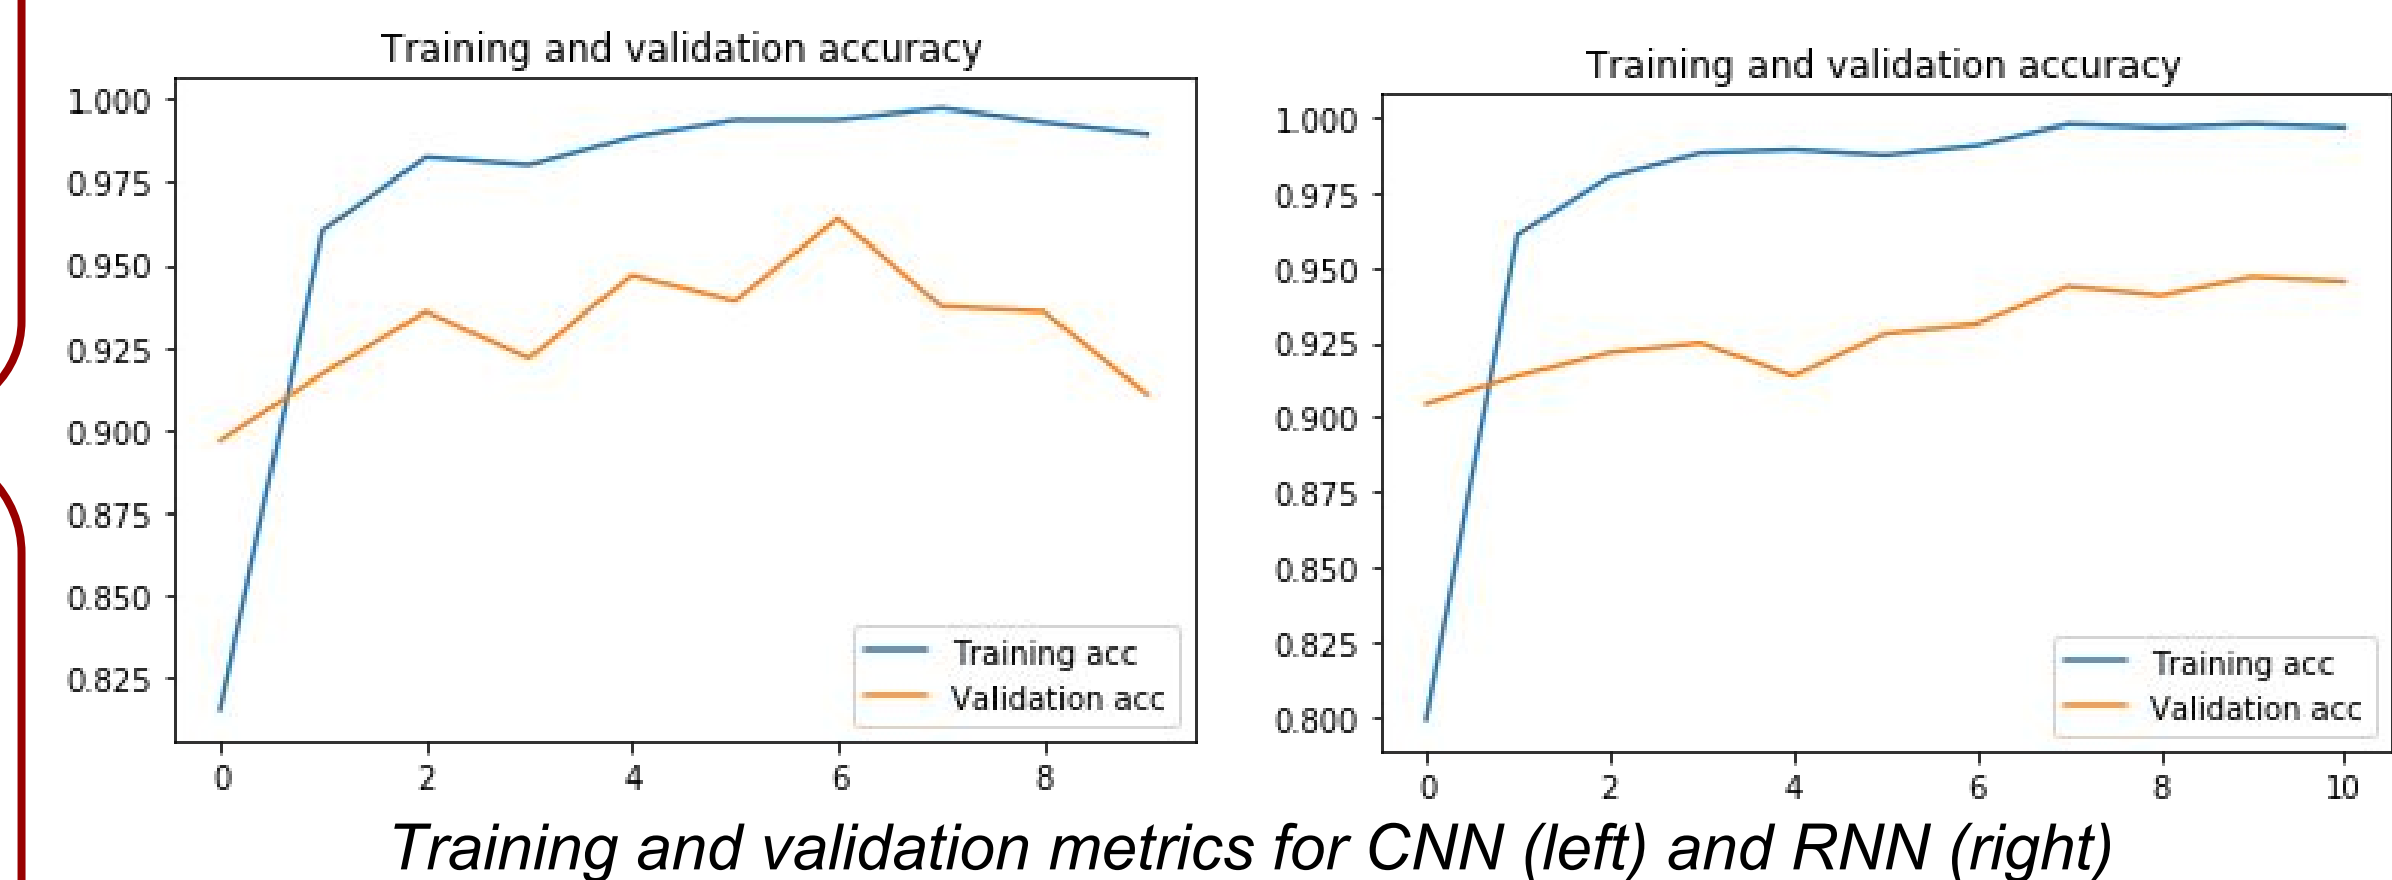 Training and validation accuracy
1.000
0.975
0.950
0.925
0.900
0.875
0.850
0.825
Training acc
Validation acc
0 2 4 6 8
Training and validation accuracy
1.000
0.975
0.950
0.925
0.900
0.875
0.850
0.825
0.800
Training acc
Validation acc
0 2 4 6 8 10
Training and validation metrics for CNN (left) and RNN (right)